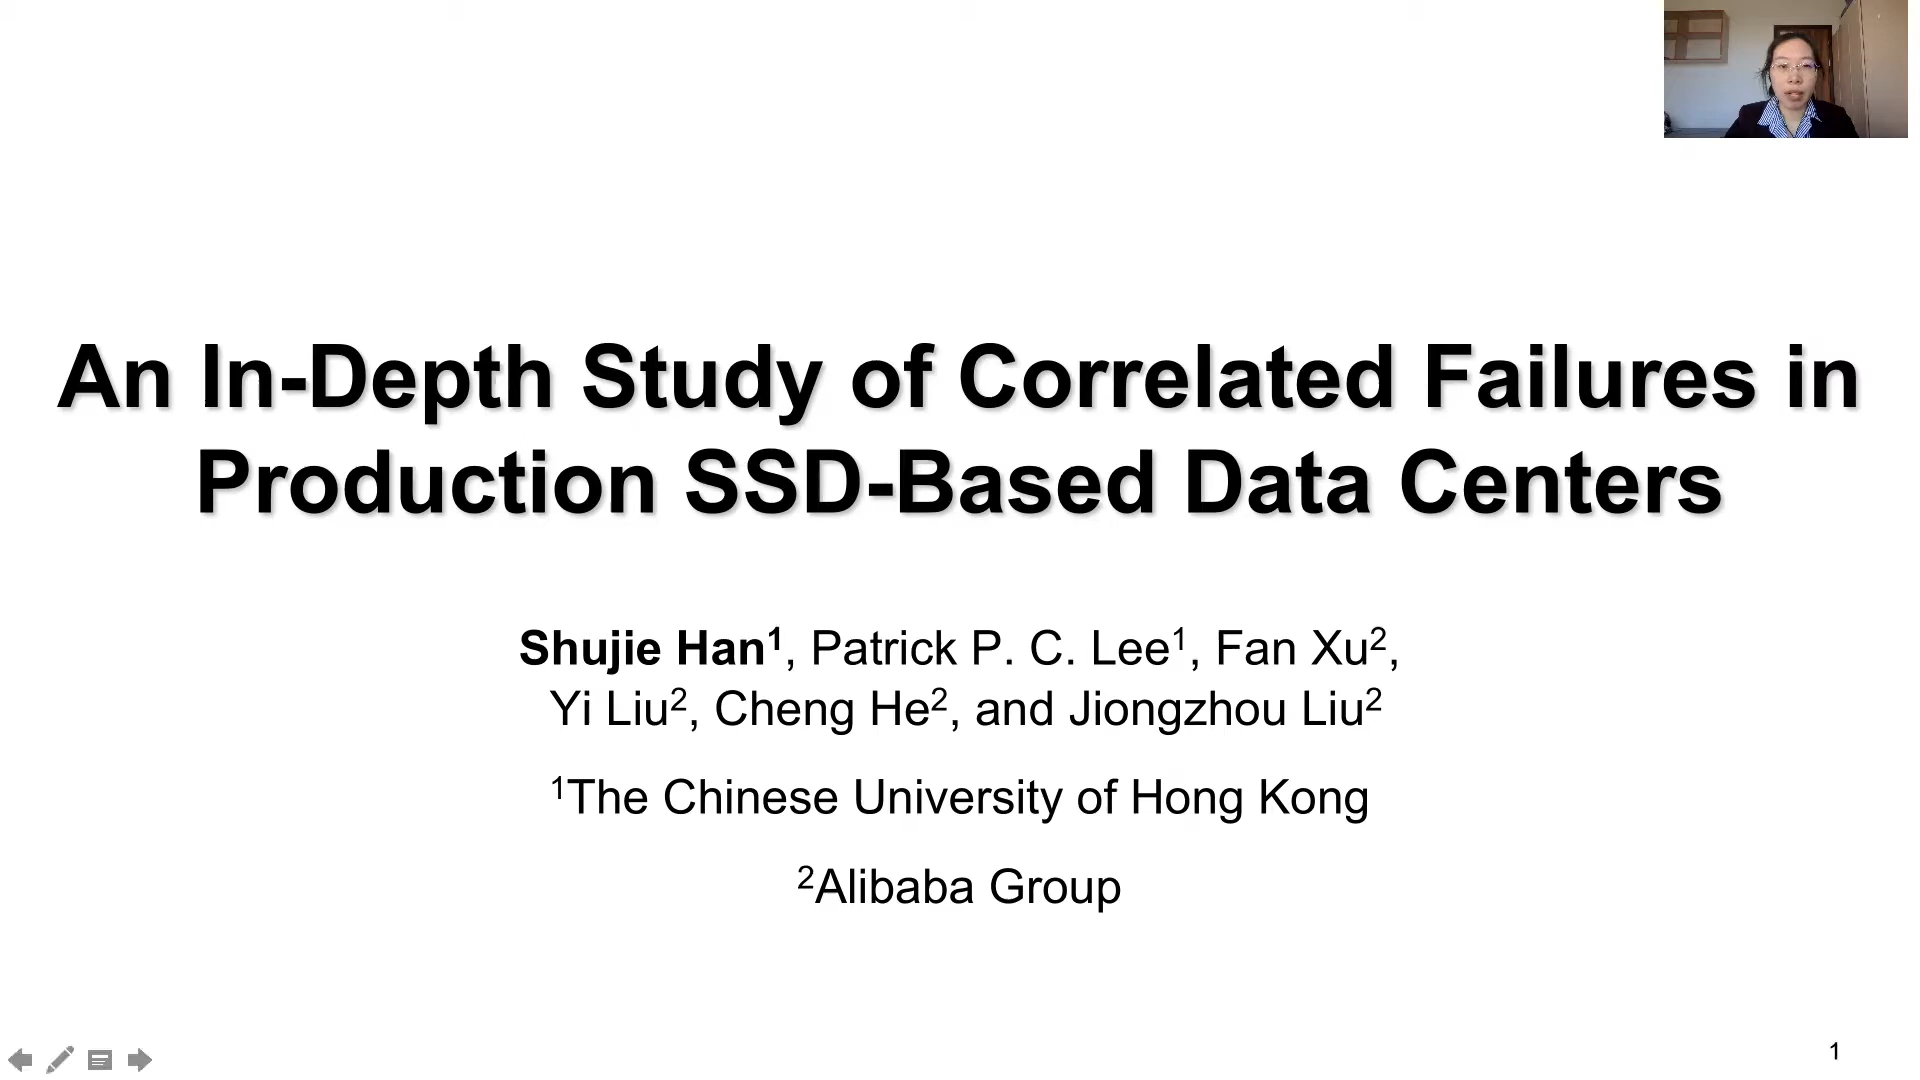 An In-Depth Study of Correlated Failures in
Production SSD-Based Data Centers
Shujie Han¹, Patrick P. C. Lee¹, Fan Xu²,
Yi Liu², Cheng He², and Jiongzhou Liu²
¹The Chinese University of Hong Kong
²Alibaba Group
1